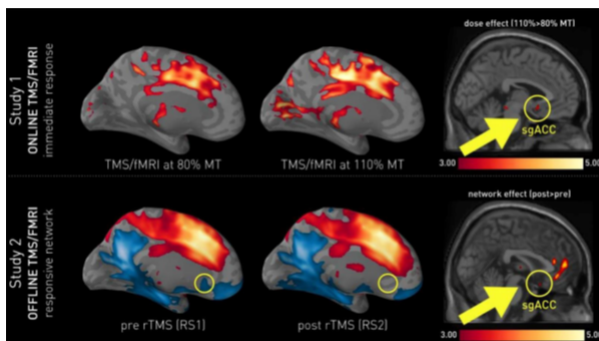 Study 1
ONLINE TMS/FMRI
immediate response
TMS/fMRI at 80% MT
TMS/fMRI at 110% MT
dose effect (110%>80% MT)
sgACC
3.00
5.00
Study 2
OFFLINE TMS/FMRI
responsive network
pre rTMS (RS1)
post rTMS (RS2)
network effect (post>pre)
sgACC
3.00
5.00